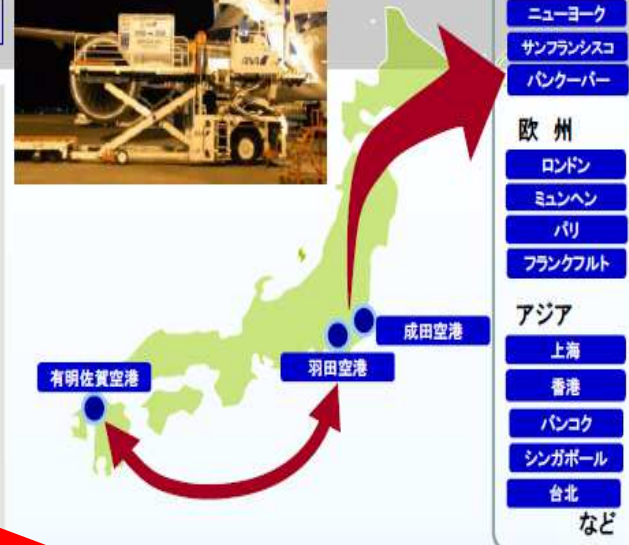 ニューヨーク
サンフランシスコ
バンクーバー
欧 州
ロンドン
ミュンヘン
パリ
フランクフルト
アジア
上海
香港
バンコク
シンガポール
台北
など
成田空港
羽田空港
有明佐賀空港
ANA